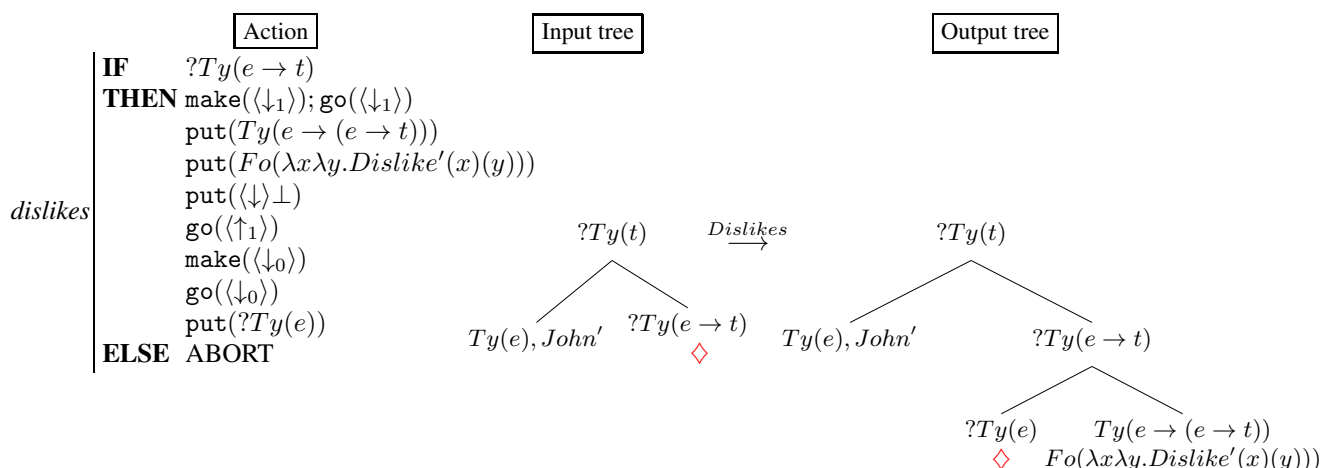 Action Input tree Output tree
IF ?Ty(e → t)
THEN make(⟨↓₁⟩); go(⟨↓₁⟩)
put(Ty(e → (e → t)))
put(Fo(λxλy.Dislike′(x)(y)))
put(⟨↓⟩⊥)
dislikes
go(⟨↑₁⟩)
make(⟨↓₀⟩)
go(⟨↓₀⟩)
put(?Ty(e))
ELSE ABORT
?Ty(t)
Ty(e), John′ ?Ty(e → t)
♢
Dislikes
⟶
?Ty(t)
Ty(e), John′ ?Ty(e → t)
?Ty(e) Ty(e → (e → t))
♢ Fo(λxλy.Dislike′(x)(y)))